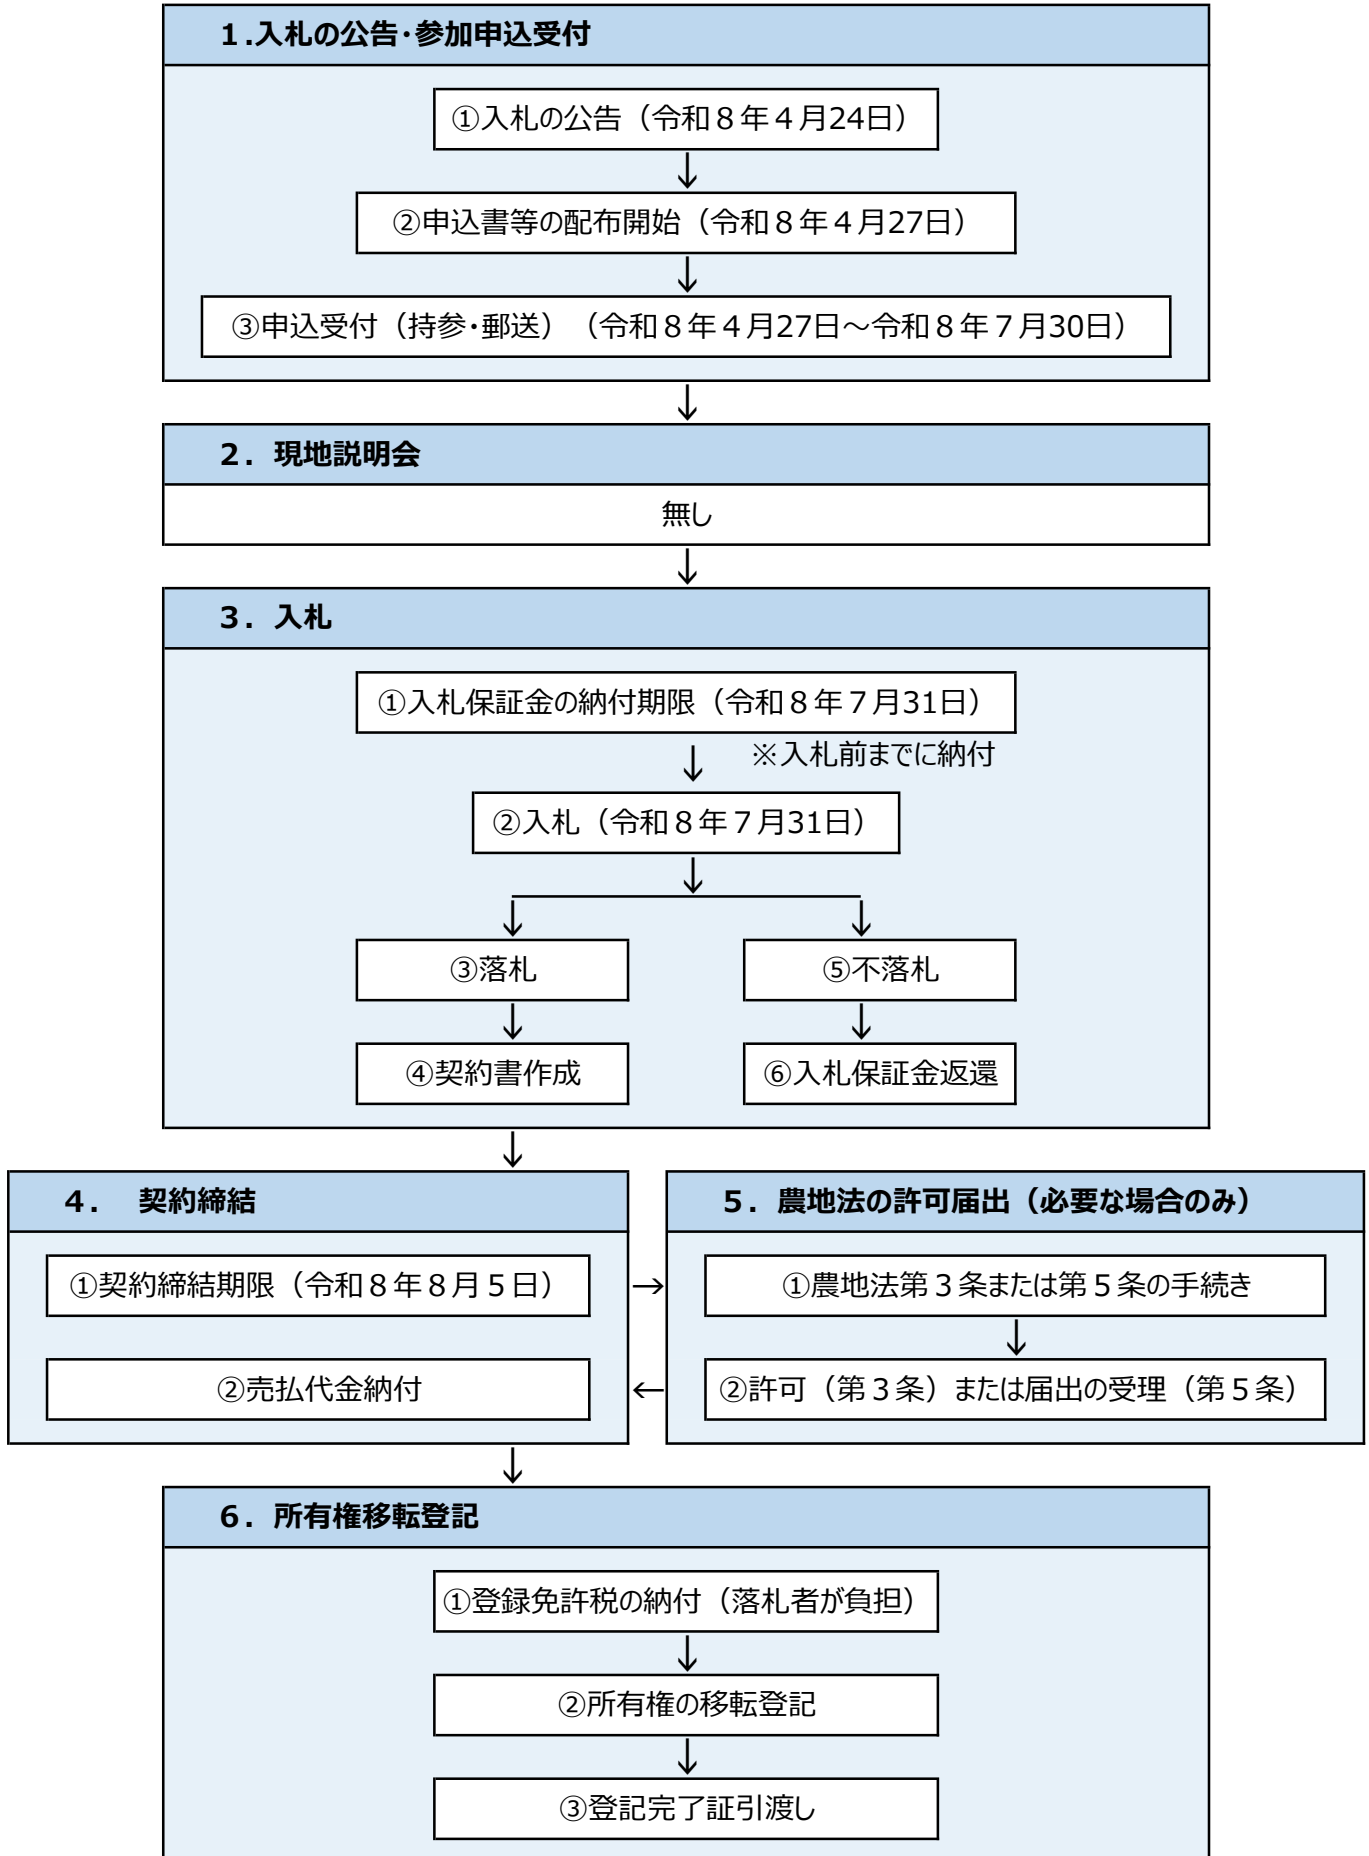 １.入札の公告・参加申込受付
①入札の公告（令和８年４月24日）
↓
②申込書等の配布開始（令和８年４月27日）
↓
③申込受付（持参・郵送）（令和８年４月27日～令和８年７月30日）
↓
２．現地説明会
無し
↓
３．入札
①入札保証金の納付期限（令和８年７月31日）
↓ ※入札前までに納付
②入札（令和８年７月31日）
↓
↓ ↓
③落札 ⑤不落札
↓ ↓
④契約書作成 ⑥入札保証金返還
↓
４． 契約締結
①契約締結期限（令和８年８月５日）
→
５．農地法の許可届出（必要な場合のみ）
①農地法第３条または第５条の手続き
↓
②許可（第３条）または届出の受理（第５条）
←
②売払代金納付
↓
６．所有権移転登記
①登録免許税の納付（落札者が負担）
↓
②所有権の移転登記
↓
③登記完了証引渡し